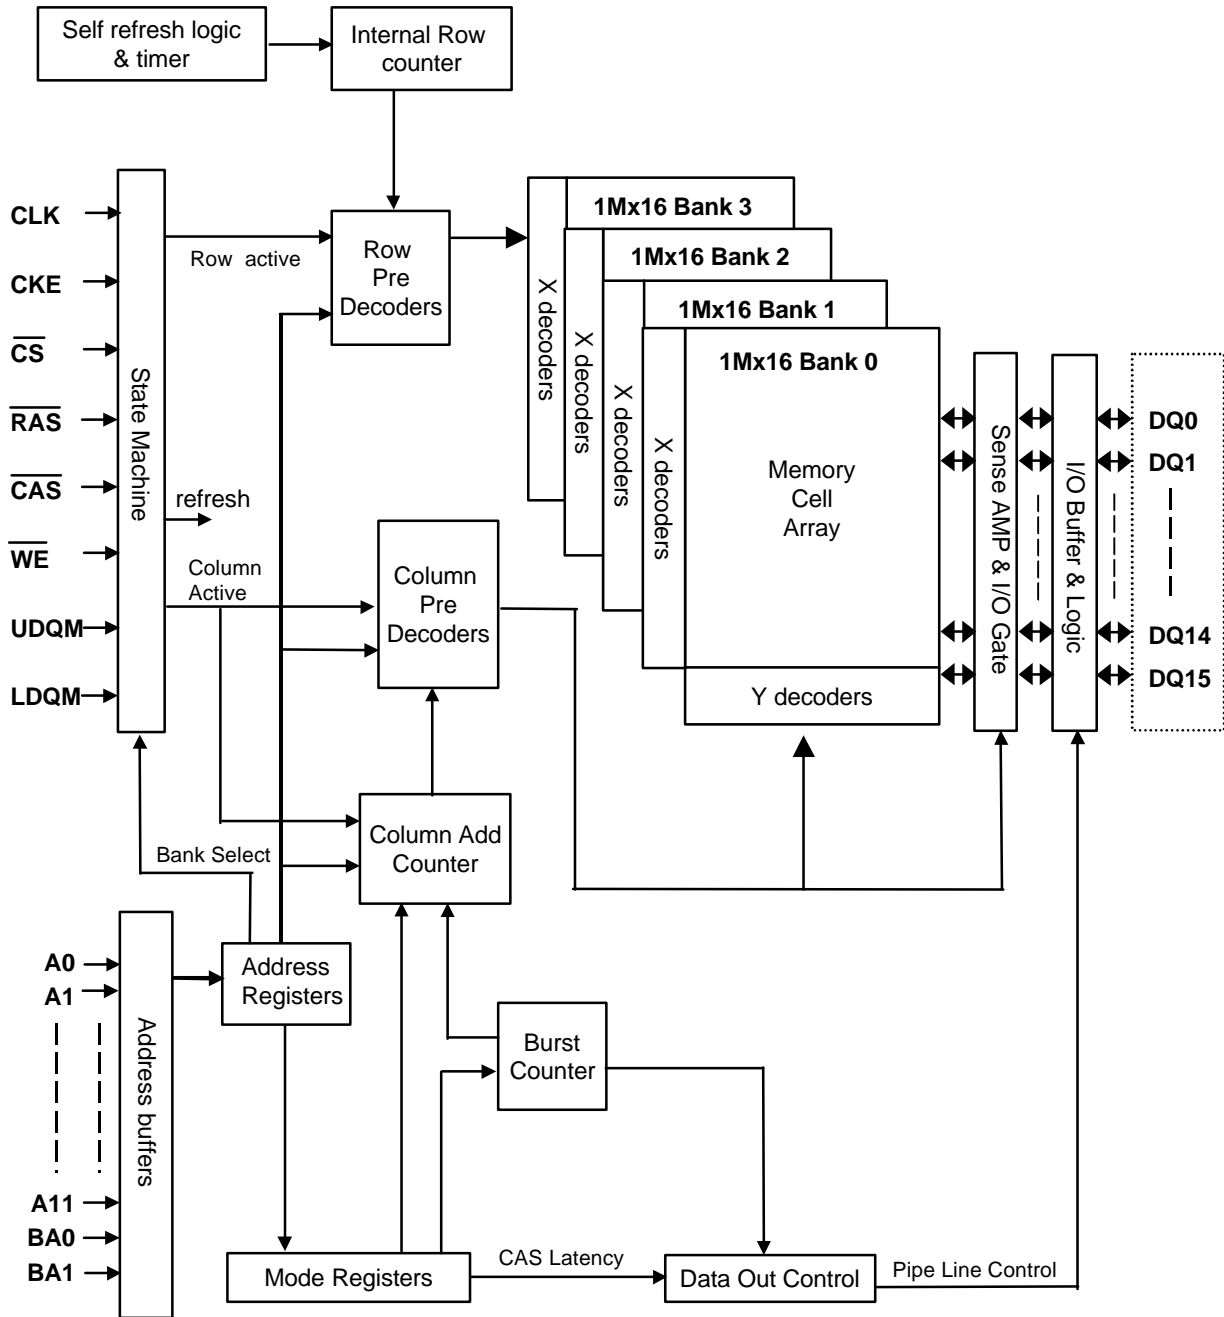 Self refresh logic
& timer
Internal Row
counter
CLK
CKE
CS
RAS
CAS
WE
UDQM
LDQM
State Machine
Row active
refresh
Column
Active
Bank Select
Row
Pre
Decoders
Column
Pre
Decoders
Column Add
Counter
X decoders
X decoders
X decoders
X decoders
1Mx16 Bank 3
1Mx16 Bank 2
1Mx16 Bank 1
1Mx16 Bank 0
Memory
Cell
Array
Y decoders
Sense AMP & I/O Gate
I/O Buffer & Logic
DQ0
DQ1
DQ14
DQ15
A0
A1
A11
BA0
BA1
Address buffers
Address
Registers
Burst
Counter
Mode Registers
CAS Latency
Data Out Control
Pipe Line Control